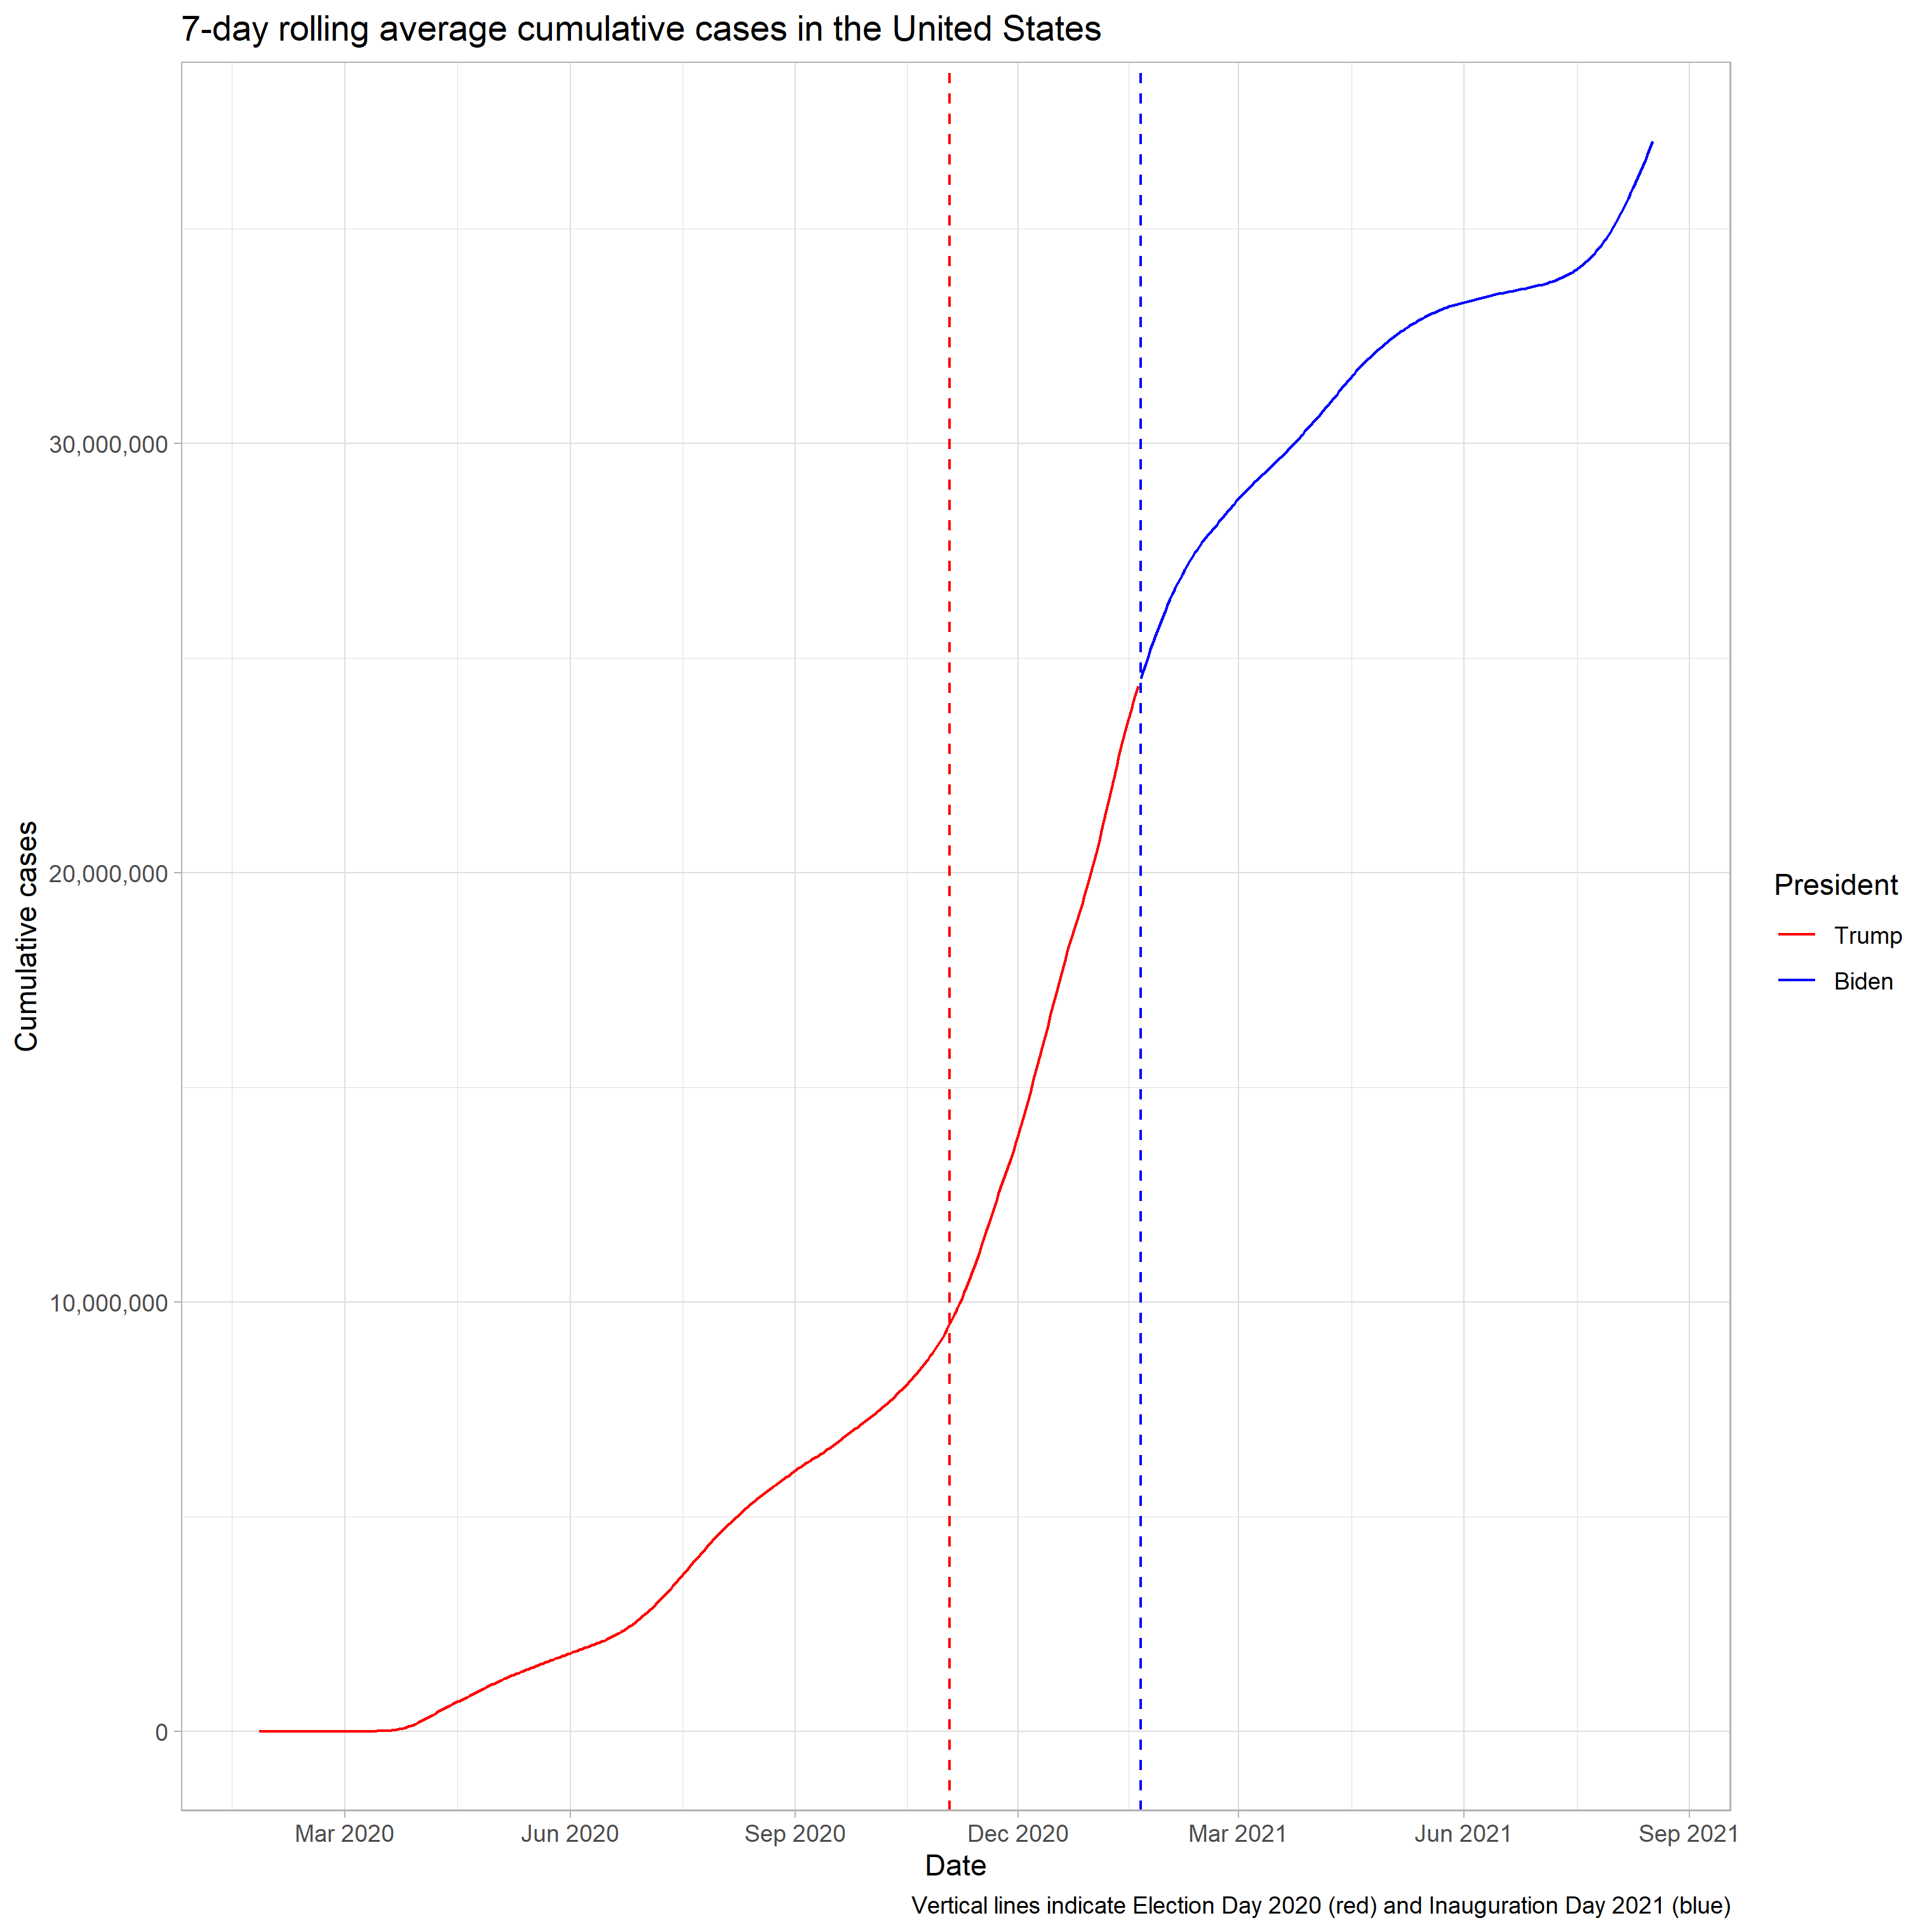 7-day rolling average cumulative cases in the United States
Cumulative cases
30,000,000
20,000,000
10,000,000
0
Mar 2020
Jun 2020
Sep 2020
Dec 2020
Mar 2021
Jun 2021
Sep 2021
Date
President
Trump
Biden
Vertical lines indicate Election Day 2020 (red) and Inauguration Day 2021 (blue)